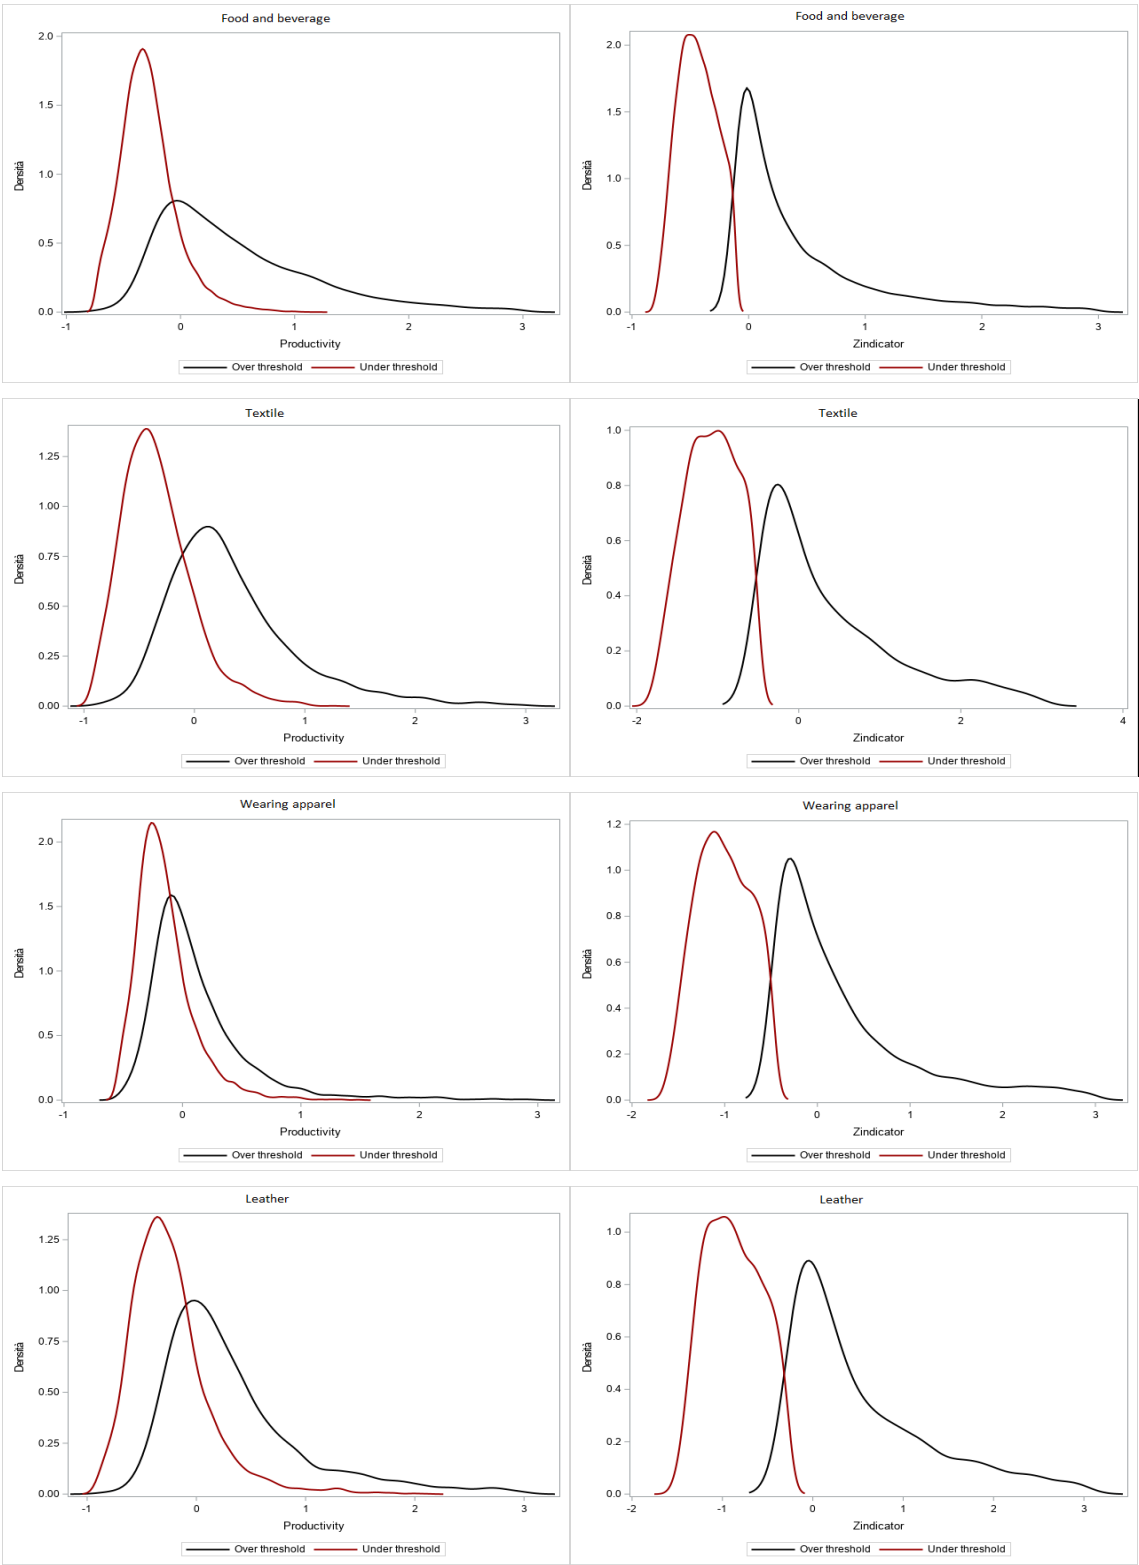 Food and beverage
2.0
1.5
1.0
0.5
0.0
Densità
-1 0 1 2 3
Productivity
Over threshold Under threshold
Food and beverage
2.0
1.5
1.0
0.5
0.0
Densità
-1 0 1 2 3
Zindicator
Over threshold Under threshold
Textile
1.25
1.00
0.75
0.50
0.25
0.00
Densità
-1 0 1 2 3
Productivity
Over threshold Under threshold
Textile
1.0
0.8
0.6
0.4
0.2
0.0
Densità
-2 0 2 4
Zindicator
Over threshold Under threshold
Wearing apparel
2.0
1.5
1.0
0.5
0.0
Densità
-1 0 1 2 3
Productivity
Over threshold Under threshold
Wearing apparel
1.2
1.0
0.8
0.6
0.4
0.2
0.0
Densità
-2 -1 0 1 2 3
Zindicator
Over threshold Under threshold
Leather
1.25
1.00
0.75
0.50
0.25
0.00
Densità
-1 0 1 2 3
Productivity
Over threshold Under threshold
Leather
1.0
0.8
0.6
0.4
0.2
0.0
Densità
-2 -1 0 1 2 3
Zindicator
Over threshold Under threshold